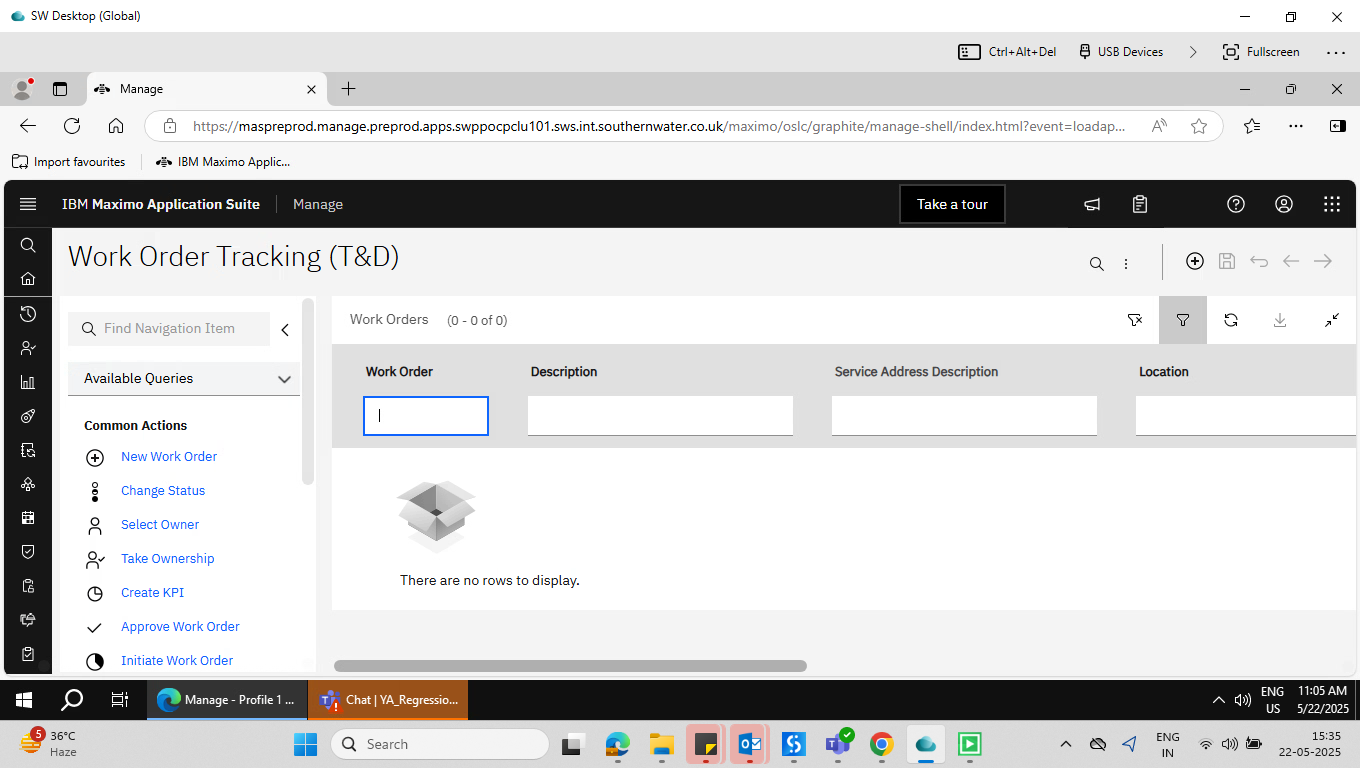 SW Desktop (Global)
Ctrl+Alt+Del
USB Devices
Fullscreen
Manage
https://maspreprod.manage.preprod.apps.swppocpclu101.sws.int.southernwater.co.uk/maximo/oslc/graphite/manage-shell/index.html?event=loadap...
Import favourites
IBM Maximo Applic...
IBM Maximo Application Suite
Manage
Take a tour
Work Order Tracking (T&D)
Find Navigation Item
Available Queries
Common Actions
New Work Order
Change Status
Select Owner
Take Ownership
Create KPI
Approve Work Order
Initiate Work Order
Work Orders (0 - 0 of 0)
Work Order
Description
Service Address Description
Location
There are no rows to display.
Manage - Profile 1 ...
Chat | YA_Regressio...
ENG
US
11:05 AM
5/22/2025
5
36°C
Haze
Search
ENG
IN
15:35
22-05-2025